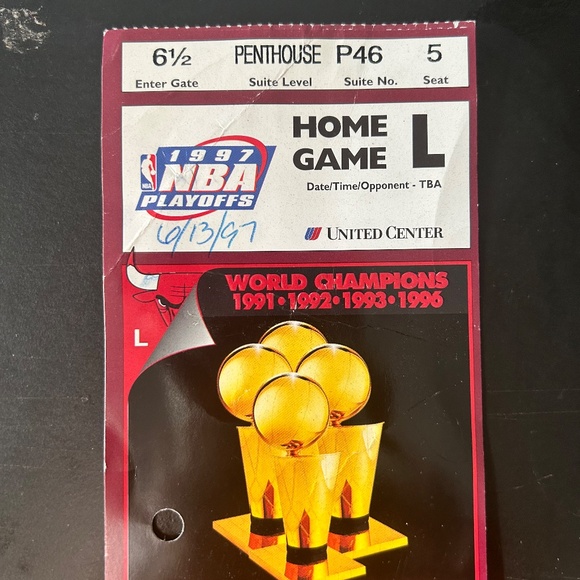 6½ PENTHOUSE P46 5
Enter Gate Suite Level Suite No. Seat
1997
NBA
NBA
PLAYOFFS
6/13/97
HOME
GAME L
Date/Time/Opponent - TBA
UNITED CENTER
WORLD CHAMPIONS
1991 • 1992 • 1993 • 1996
L